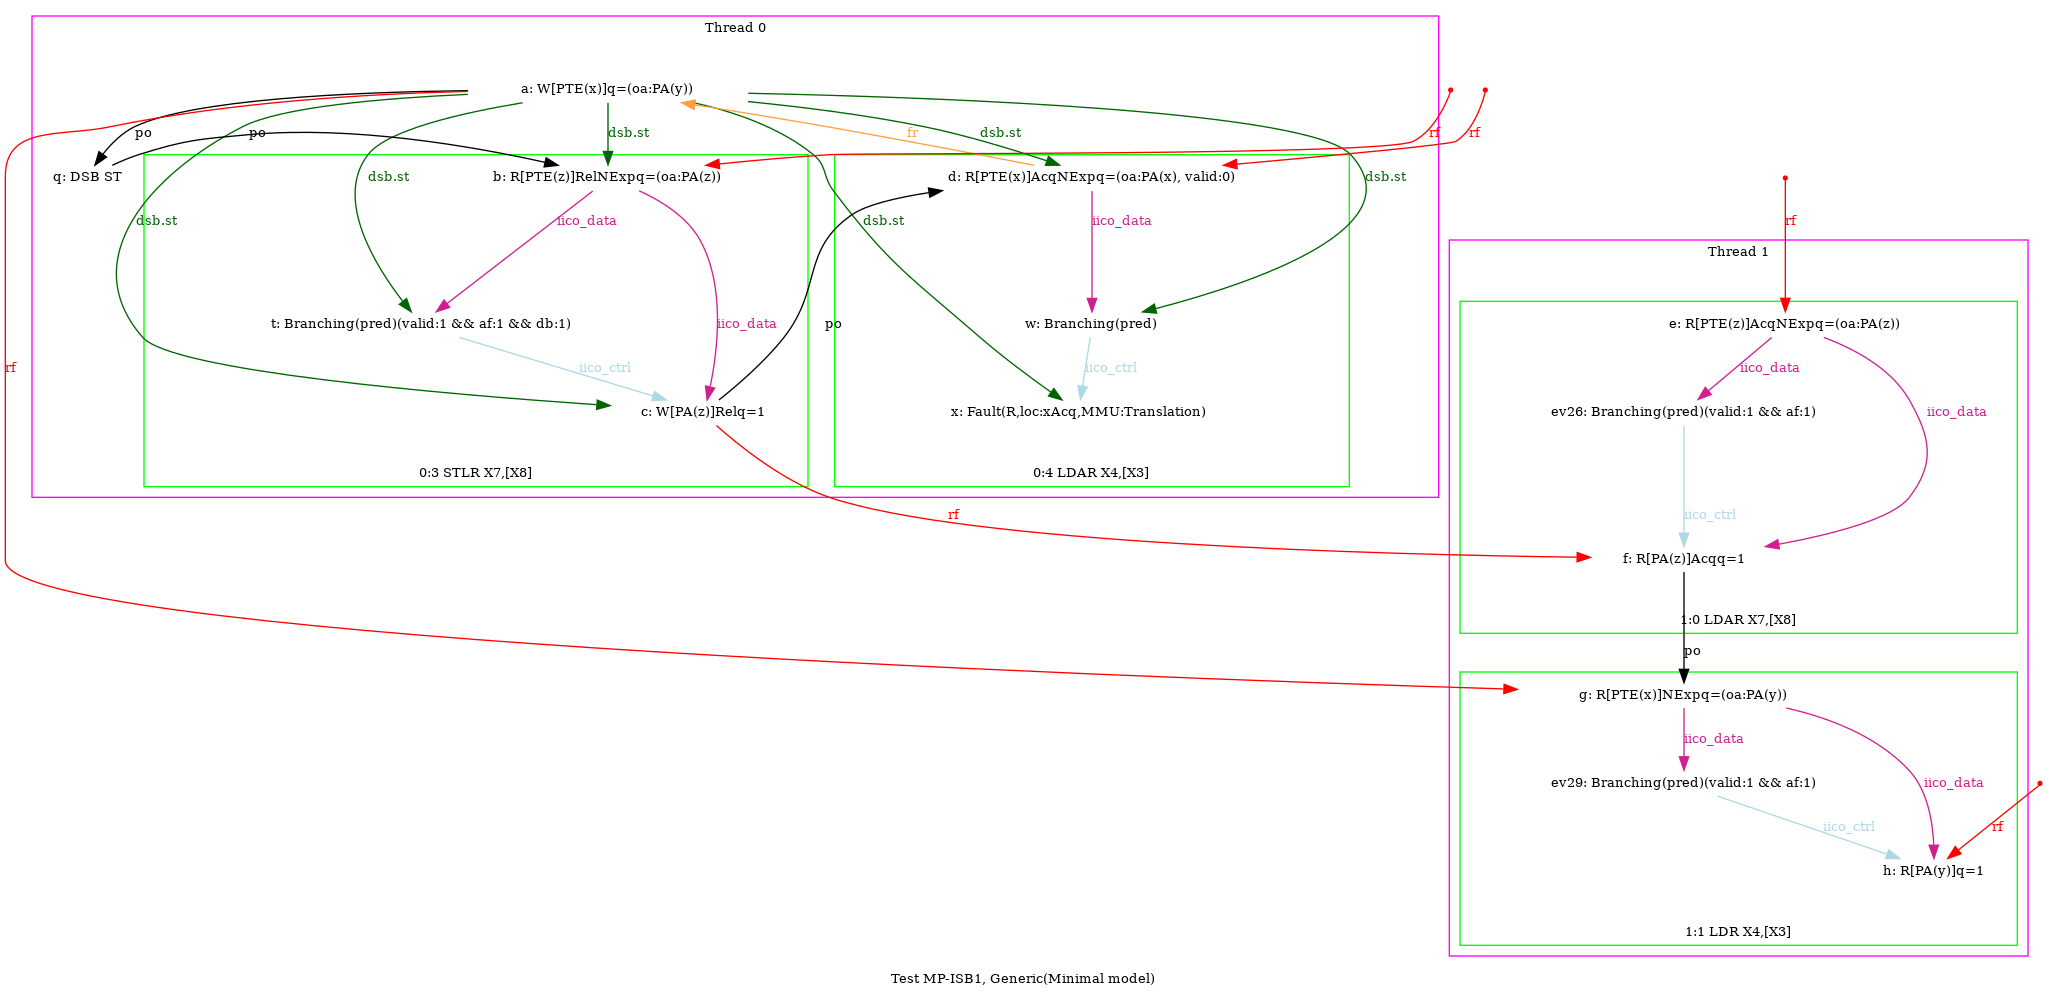 Thread 0
a: W[PTE(x)]q=(oa:PA(y))
po
po
dsb.st
fr
dsb.st
rf
rf
q: DSB ST
dsb.st
b: R[PTE(z)]RelNExpq=(oa:PA(z))
d: R[PTE(x)]AcqNExpq=(oa:PA(x), valid:0)
dsb.st
dsb.st
iico_data
dsb.st
iico_data
rf
Thread 1
t: Branching(pred)(valid:1 && af:1 && db:1)
iico_data
po
w: Branching(pred)
e: R[PTE(z)]AcqNExpq=(oa:PA(z))
rf
iico_ctrl
iico_ctrl
iico_data
c: W[PA(z)]Relq=1
x: Fault(R,loc:xAcq,MMU:Translation)
ev26: Branching(pred)(valid:1 && af:1)
iico_data
0:3 STLR X7,[X8]
0:4 LDAR X4,[X3]
rf
iico_ctrl
f: R[PA(z)]Acqq=1
1:0 LDAR X7,[X8]
po
g: R[PTE(x)]NExpq=(oa:PA(y))
iico_data
ev29: Branching(pred)(valid:1 && af:1)
iico_data
iico_ctrl
rf
h: R[PA(y)]q=1
1:1 LDR X4,[X3]
Test MP-ISB1, Generic(Minimal model)